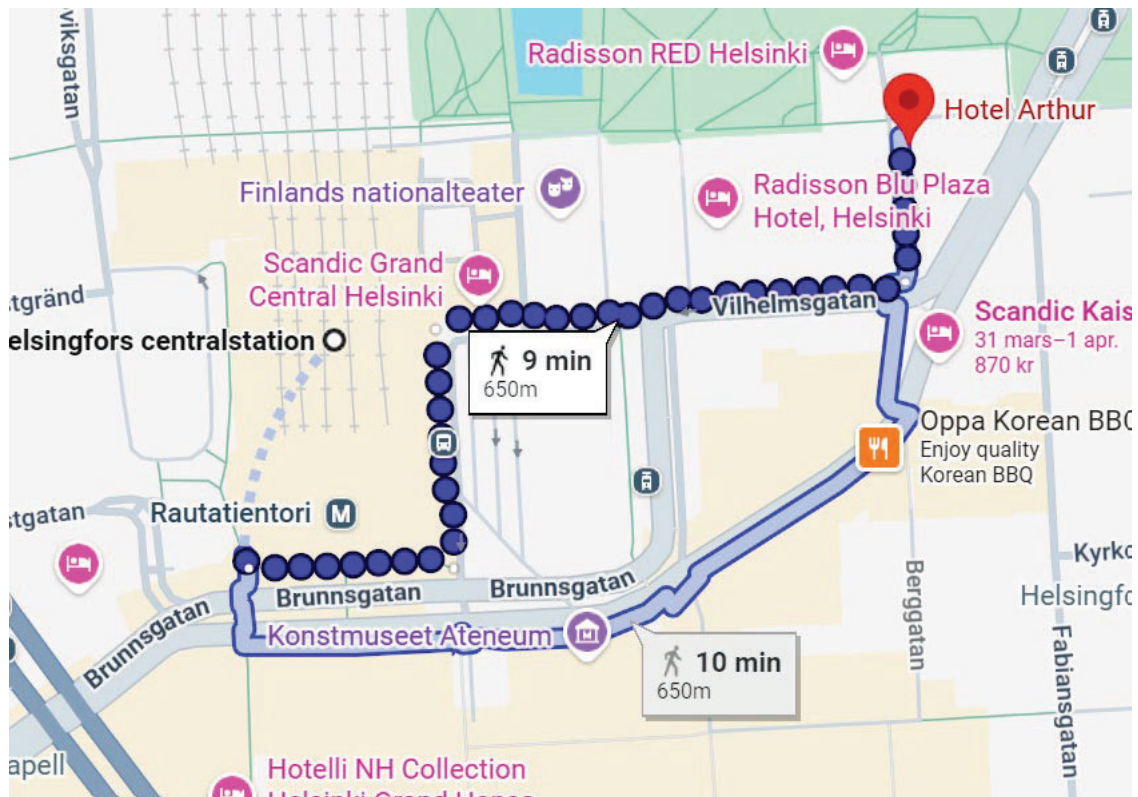 viksgatan
Radisson RED Helsinki
Hotel Arthur
Finlands nationalteater
Radisson Blu Plaza
Hotel, Helsinki
Scandic Grand
Central Helsinki
tgränd
Vilhelmsgatan
Scandic Kais
31 mars–1 apr.
870 kr
elsingfors centralstation
9 min
650m
Oppa Korean BBQ
Enjoy quality
Korean BBQ
Rautatientori
M
stgatan
Brunnsgatan
Brunnsgatan
Kyrko
Berggatan
Helsingfo
Konstmuseet Ateneum
Brunnsgatan
10 min
650m
Fabiansgatan
apell
Hotelli NH Collection